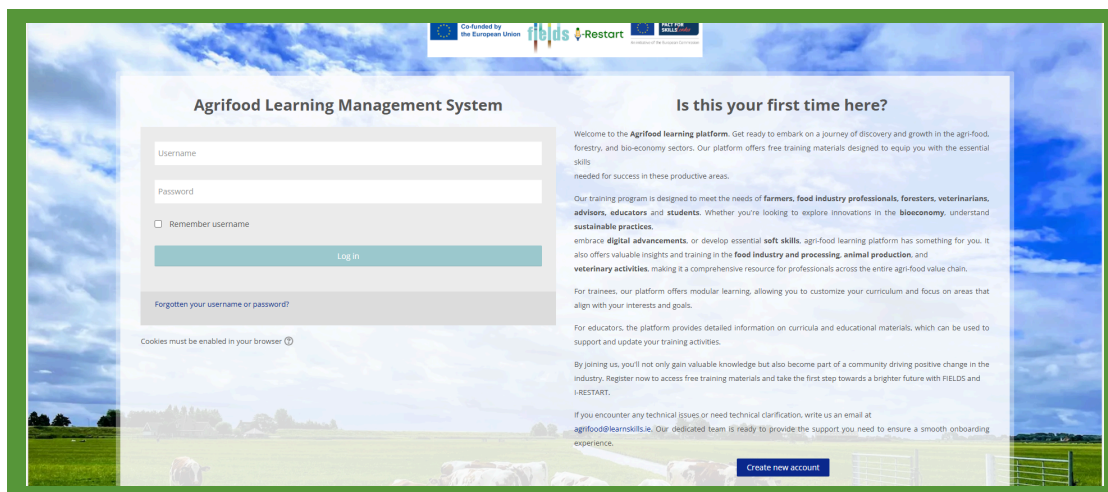 Co-funded by
the European Union
fields
I-Restart
PACT FOR
SKILLS
An initiative of the European Commission
Agrifood Learning Management System
Username
Password
Remember username
Log in
Forgotten your username or password?
Cookies must be enabled in your browser
Is this your first time here?
Welcome to the Agrifood learning platform. Get ready to embark on a journey of discovery and growth in the agri-food,
forestry, and bio-economy sectors. Our platform offers free training materials designed to equip you with the essential
skills
needed for success in these productive areas.
Our training program is designed to meet the needs of farmers, food industry professionals, foresters, veterinarians,
advisors, educators and students. Whether you're looking to explore innovations in the bioeconomy, understand
sustainable practices,
embrace digital advancements, or develop essential soft skills, agri-food learning platform has something for you. It
also offers valuable insights and training in the food industry and processing, animal production, and
veterinary activities, making it a comprehensive resource for professionals across the entire agri-food value chain.
For trainees, our platform offers modular learning, allowing you to customize your curriculum and focus on areas that
align with your interests and goals.
For educators, the platform provides detailed information on curricula and educational materials, which can be used to
support and update your training activities.
By joining us, you'll not only gain valuable knowledge but also become part of a community driving positive change in the
industry. Register now to access free training materials and take the first step towards a brighter future with FIELDS and
I-RESTART.
If you encounter any technical issues or need technical clarification, write us an email at
agrifood@learnskills.ie. Our dedicated team is ready to provide the support you need to ensure a smooth onboarding
experience.
Create new account